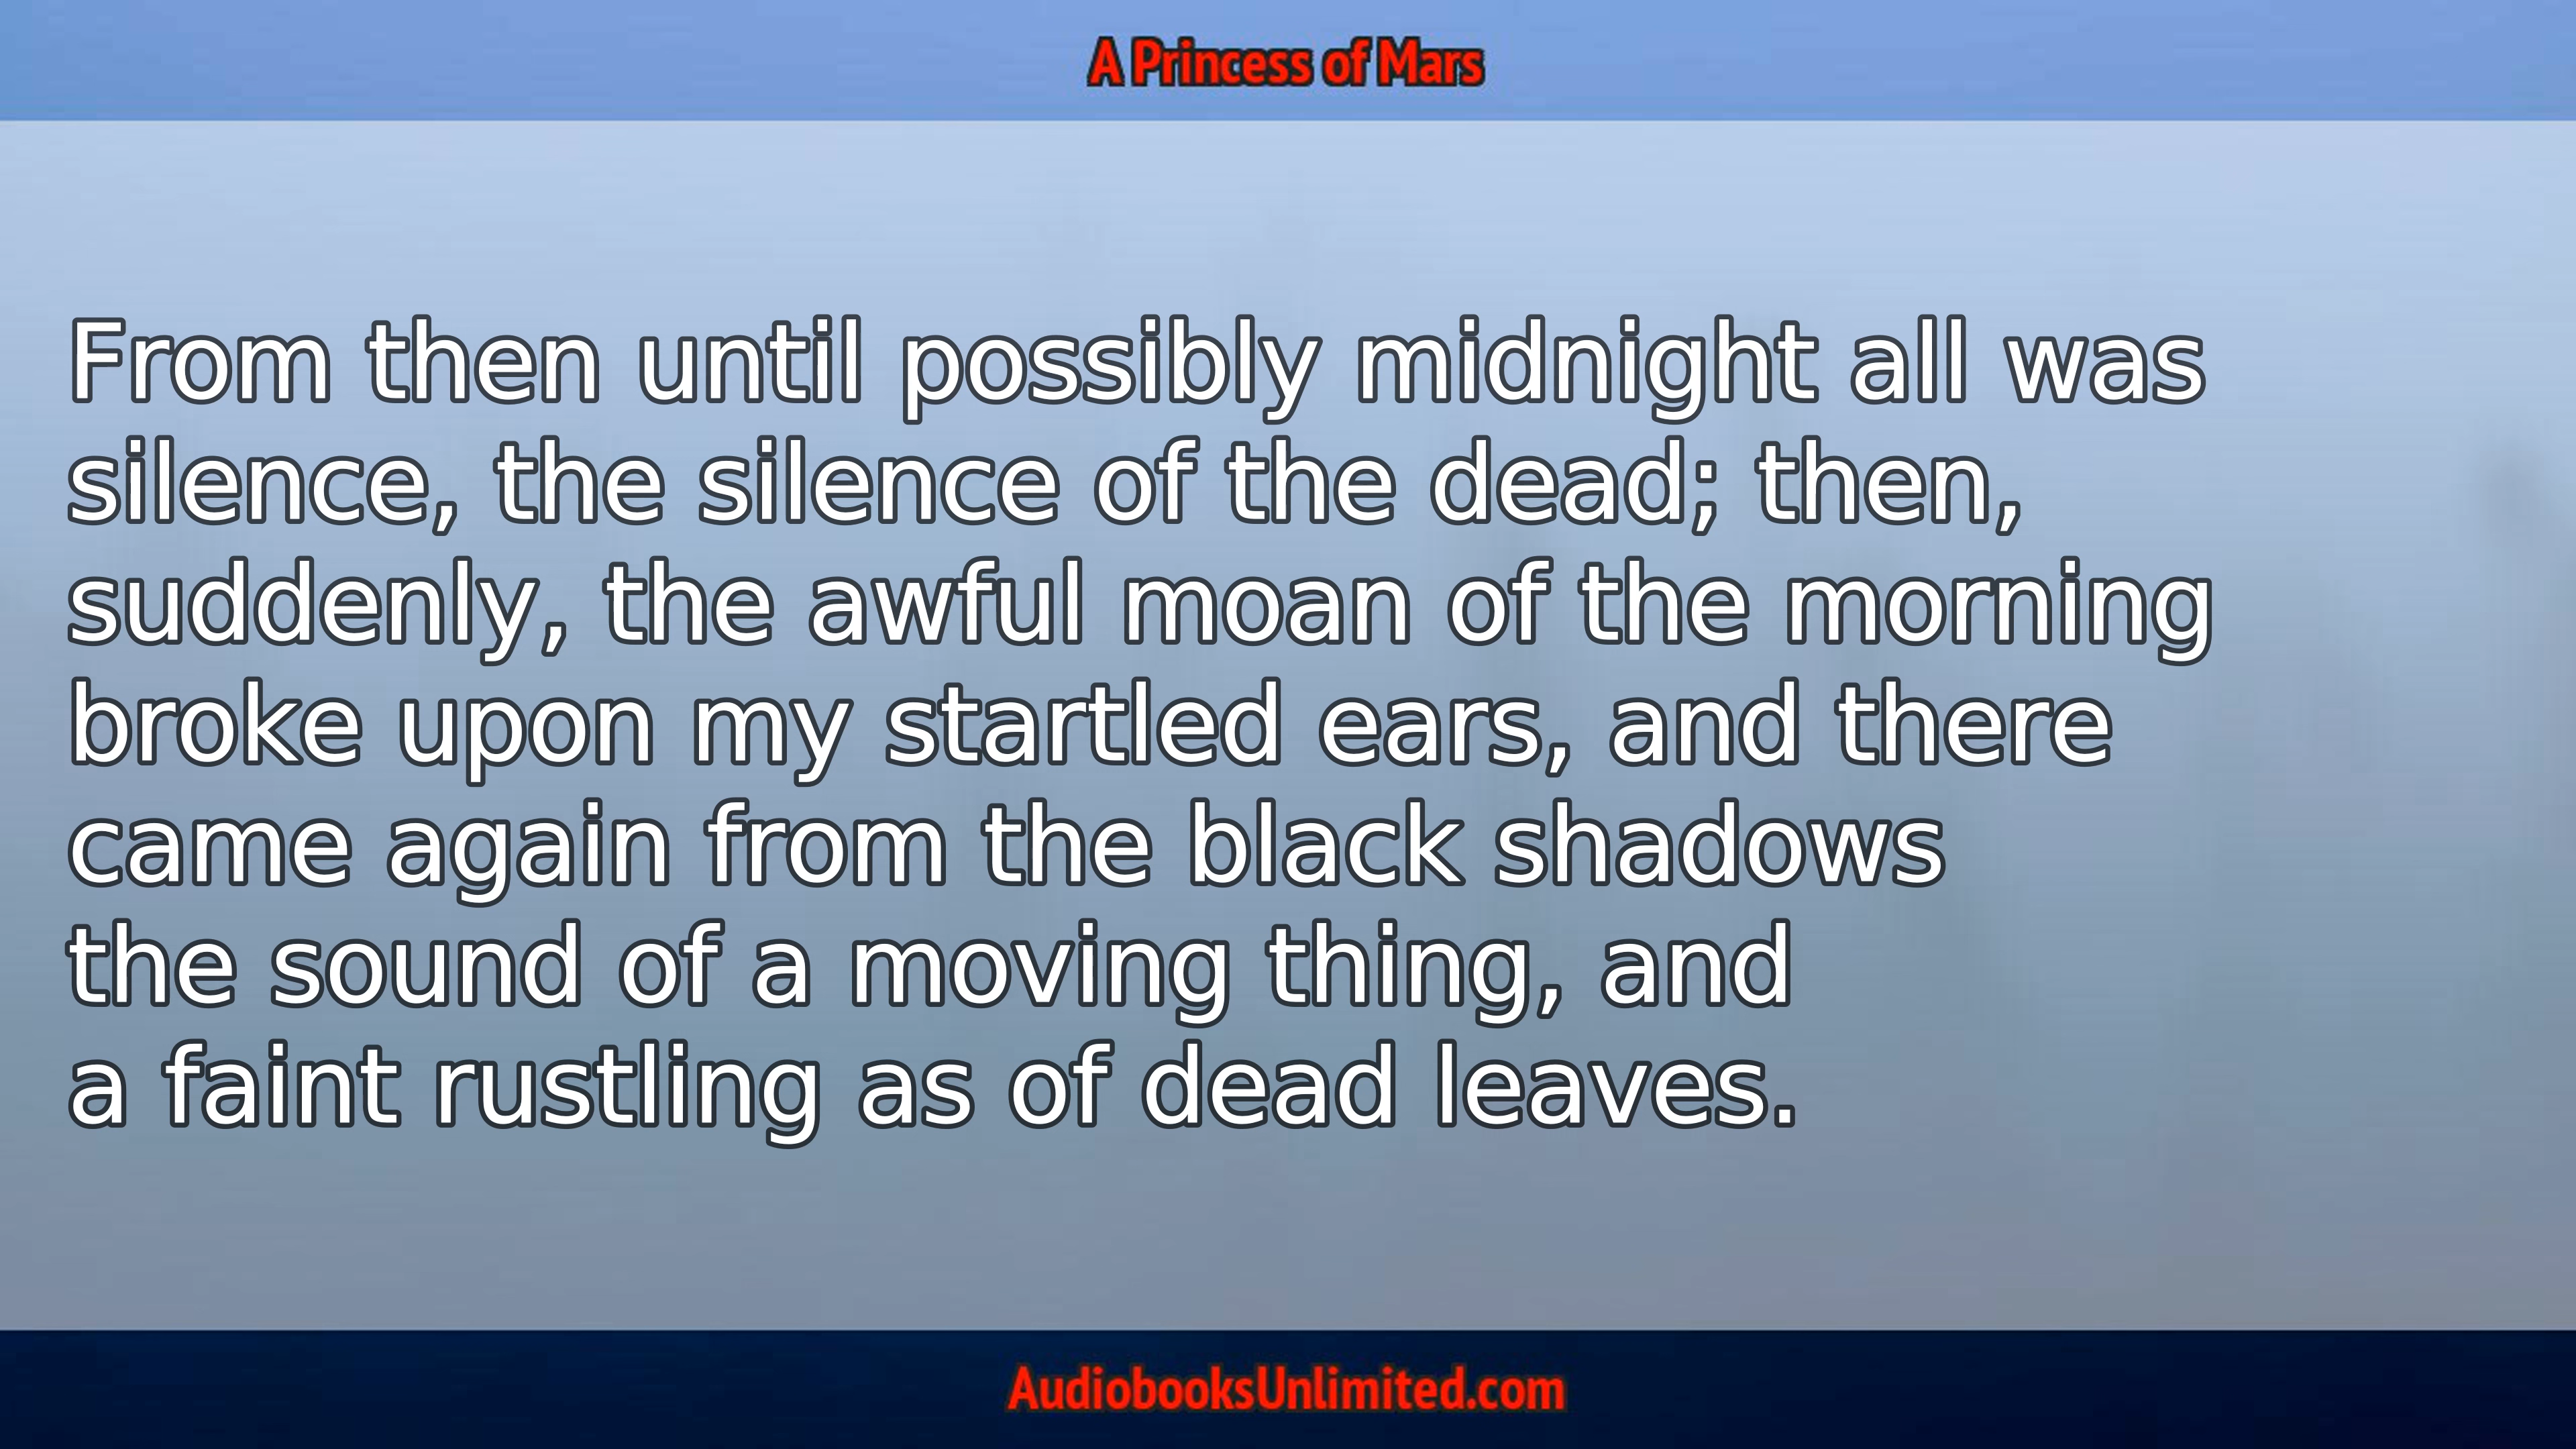 A Princess of Mars
From then until possibly midnight all was
silence, the silence of the dead; then,
suddenly, the awful moan of the morning
broke upon my startled ears, and there
came again from the black shadows
the sound of a moving thing, and
a faint rustling as of dead leaves.
AudiobooksUnlimited.com